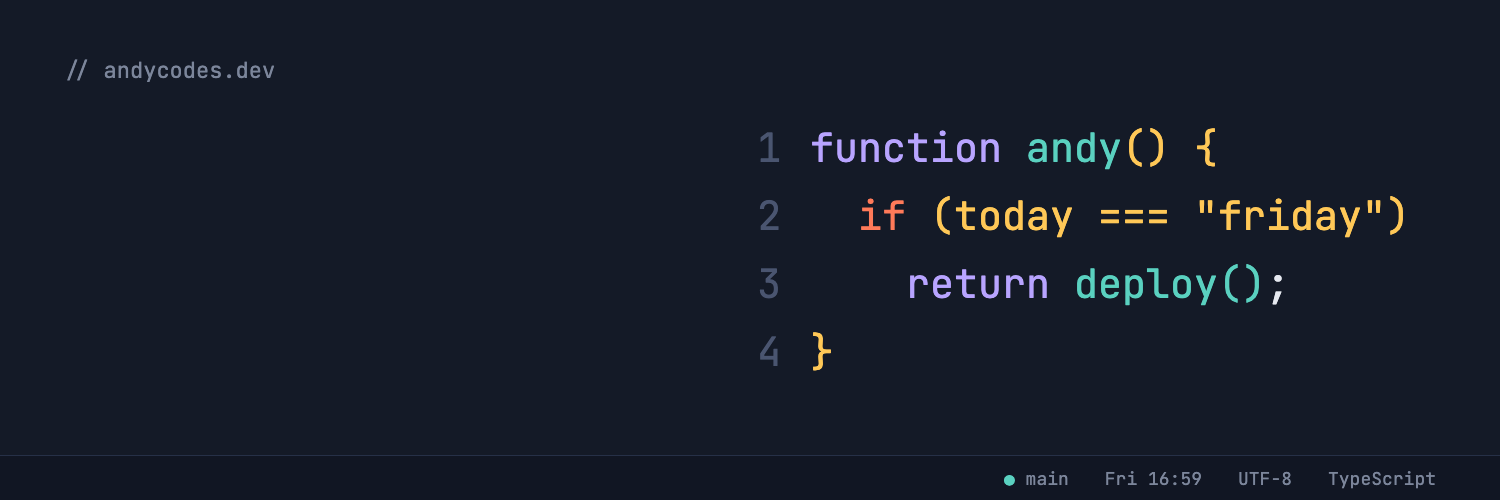 // andycodes.dev
1 function andy() {
2   if (today === "friday")
3     return deploy();
4 }
main Fri 16:59 UTF-8 TypeScript